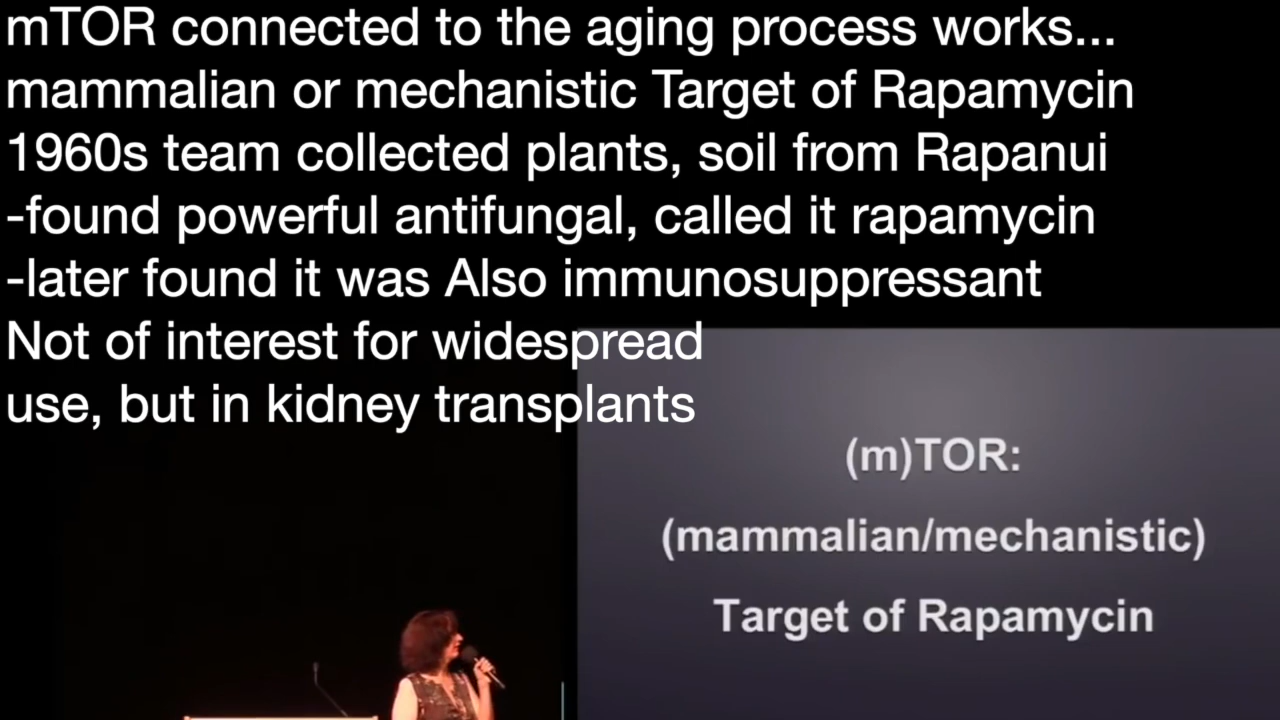 mTOR connected to the aging process works...
mammalian or mechanistic Target of Rapamycin
1960s team collected plants, soil from Rapanui
-found powerful antifungal, called it rapamycin
-later found it was Also immunosuppressant
Not of interest for widespread
use, but in kidney transplants
(m)TOR:
(mammalian/mechanistic)
Target of Rapamycin